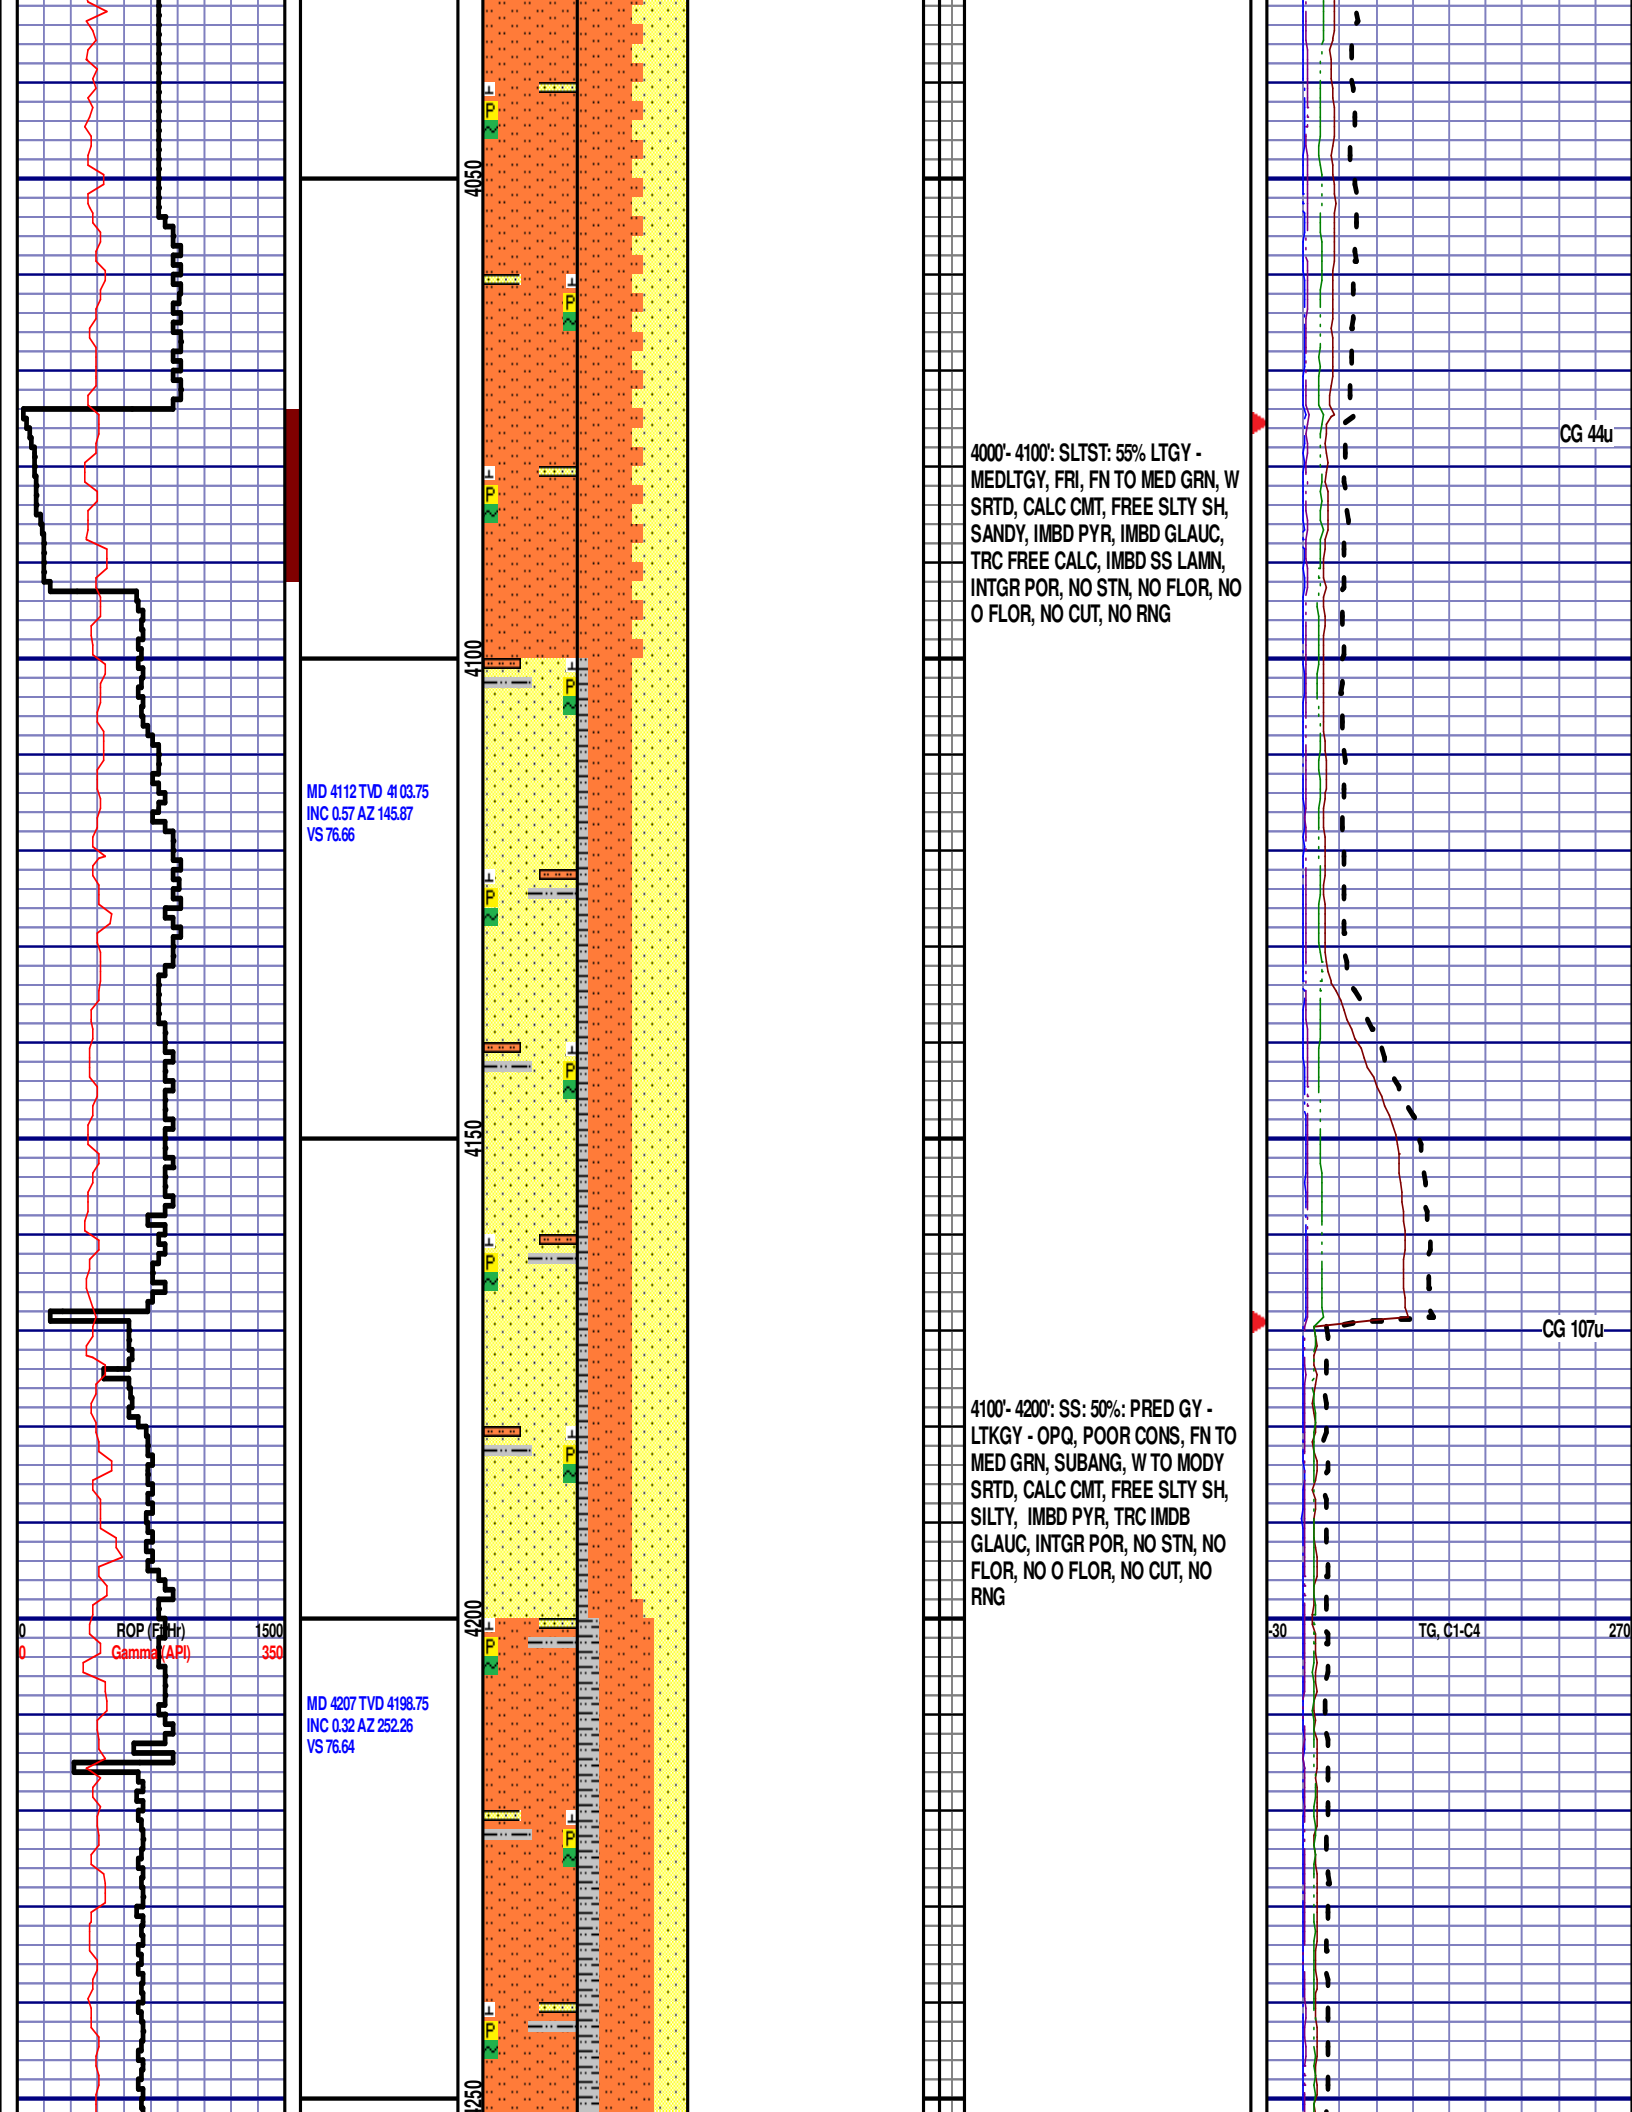 4050
CG 44u
4000'- 4100': SLTST: 55% LTGY -
MEDLTGY, FRI, FN TO MED GRN, W
SRTD, CALC CMT, FREE SLTY SH,
SANDY, IMBD PYR, IMBD GLAUC,
TRC FREE CALC, IMBD SS LAMN,
INTGR POR, NO STN, NO FLOR, NO
O FLOR, NO CUT, NO RNG
4100
MD 4112 TVD 4103.75
INC 0.57 AZ 145.87
VS 76.66
4150
CG 107u
4100'- 4200': SS: 50%: PRED GY -
LTKGY - OPQ, POOR CONS, FN TO
MED GRN, SUBANG, W TO MODY
SRTD, CALC CMT, FREE SLTY SH,
SILTY, IMBD PYR, TRC IMDB
GLAUC, INTGR POR, NO STN, NO
FLOR, NO O FLOR, NO CUT, NO
RNG
4200
0 ROP (Ft/Hr) 1500
0 Gamma (API) 350
-30 TG, C1-C4 270
MD 4207 TVD 4198.75
INC 0.32 AZ 252.26
VS 76.64
4250
P
P
P
P
P
P
P
P
P
P
P